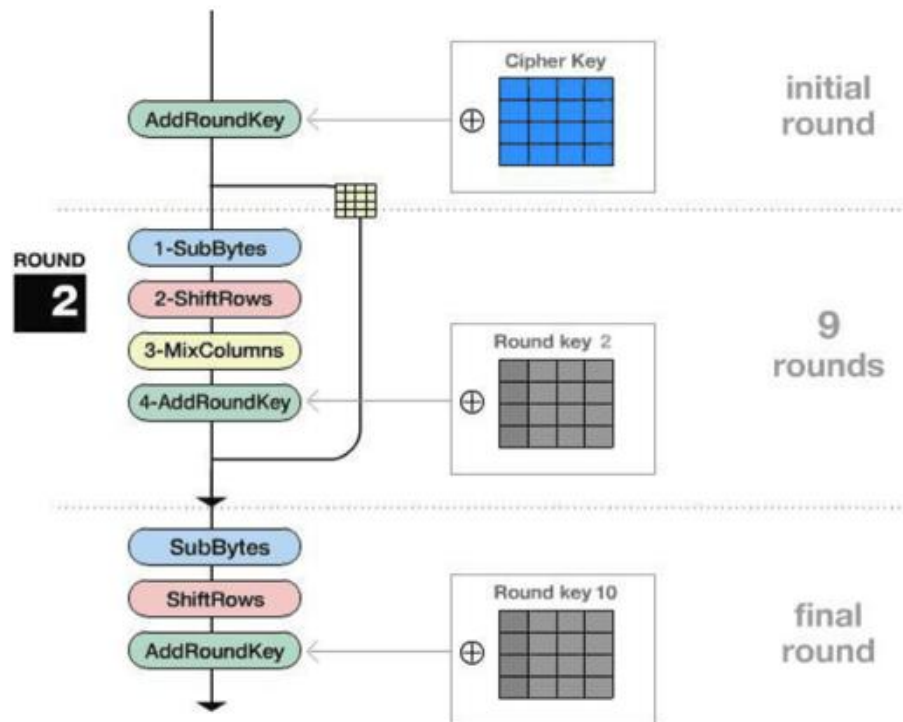 Cipher Key
AddRoundKey
initial
round
ROUND
2
1-SubBytes
2-ShiftRows
3-MixColumns
4-AddRoundKey
Round key 2
9
rounds
SubBytes
ShiftRows
AddRoundKey
Round key 10
final
round